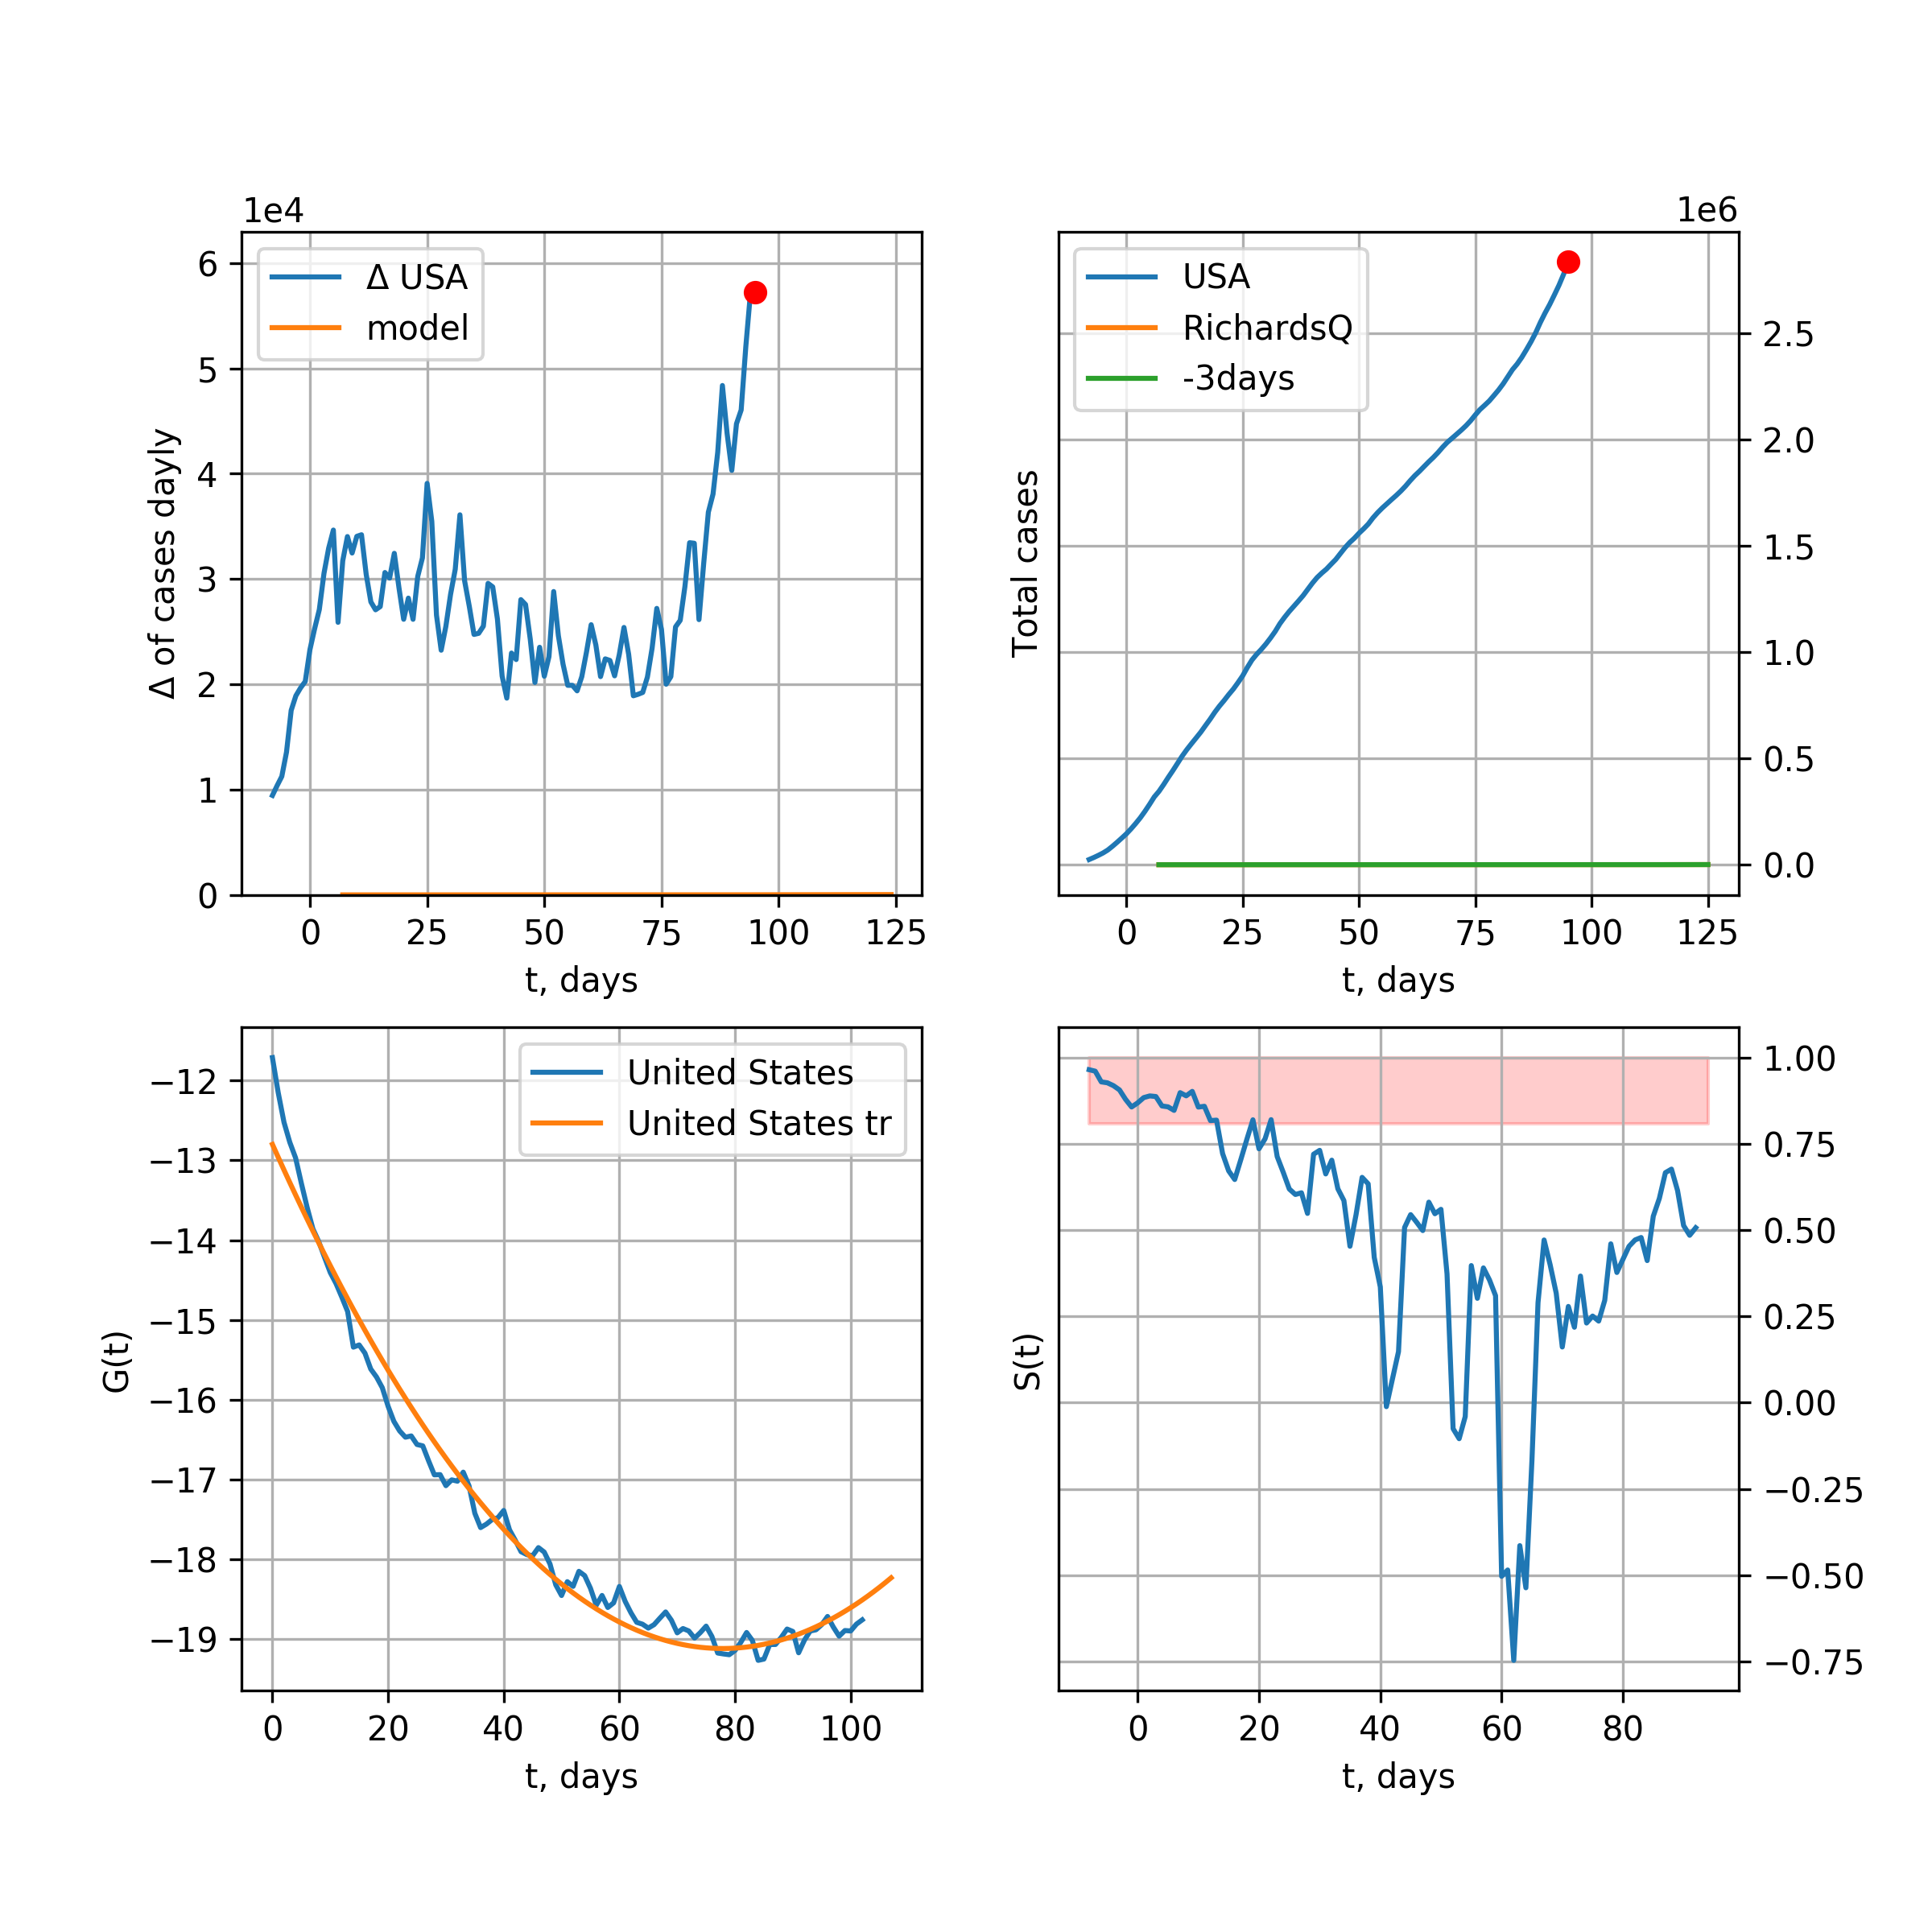 1e4
6
5
4
3
2
1
0
Δ of cases dayly
Δ USA
model
0 25 50 75 100 125
t, days
1e6
USA
RichardsQ
-3days
Total cases
2.5
2.0
1.5
1.0
0.5
0.0
0 25 50 75 100 125
t, days
United States
United States tr
−12
−13
−14
−15
−16
−17
−18
−19
G(t)
0 20 40 60 80 100
t, days
S(t)
1.00
0.75
0.50
0.25
0.00
−0.25
−0.50
−0.75
0 20 40 60 80
t, days